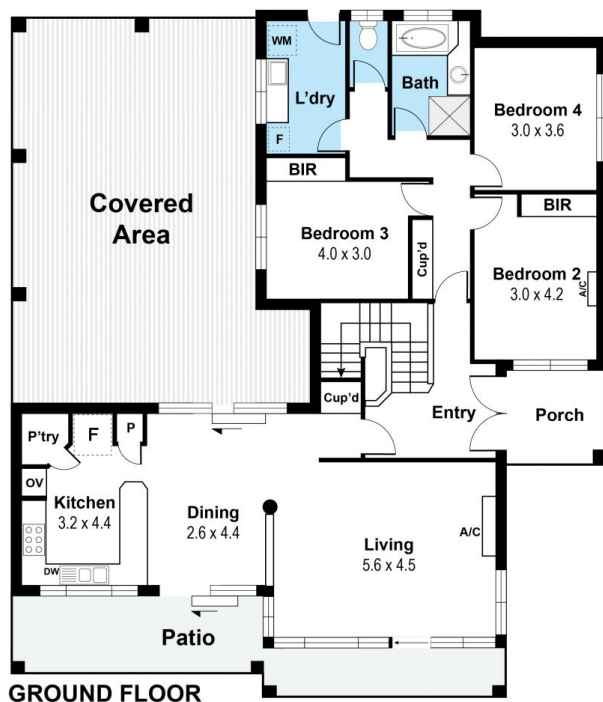 WM
L'dry
F
Bath
Bedroom 4
3.0 x 3.6
BIR
BIR
Covered
Area
Bedroom 3
4.0 x 3.0
Cup'd
Bedroom 2
3.0 x 4.2
A/C
Cup'd
Entry
Porch
P'try
F
P
OV
Kitchen
3.2 x 4.4
DW
Dining
2.6 x 4.4
Living
5.6 x 4.5
A/C
Patio
GROUND FLOOR